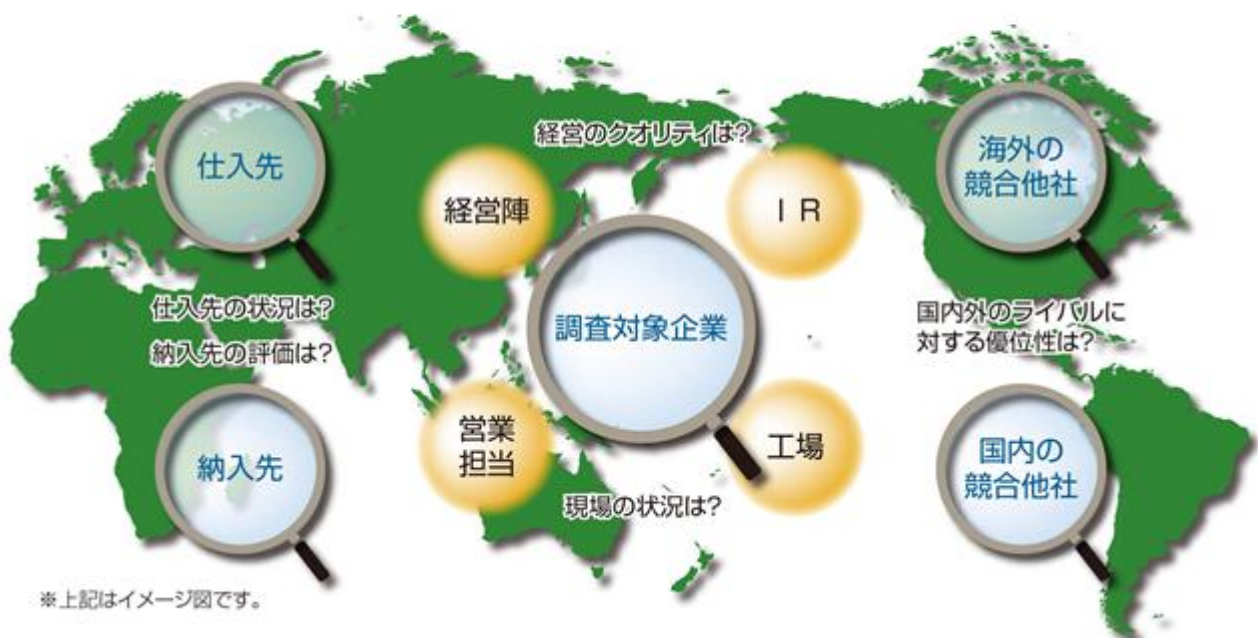 経営のクオリティは?
仕入先
海外の
競合他社
経営陣
I R
仕入先の状況は?
納入先の評価は?
調査対象企業
国内外のライバルに
対する優位性は?
営業
担当
工場
納入先
国内の
競合他社
現場の状況は?
※上記はイメージ図です。